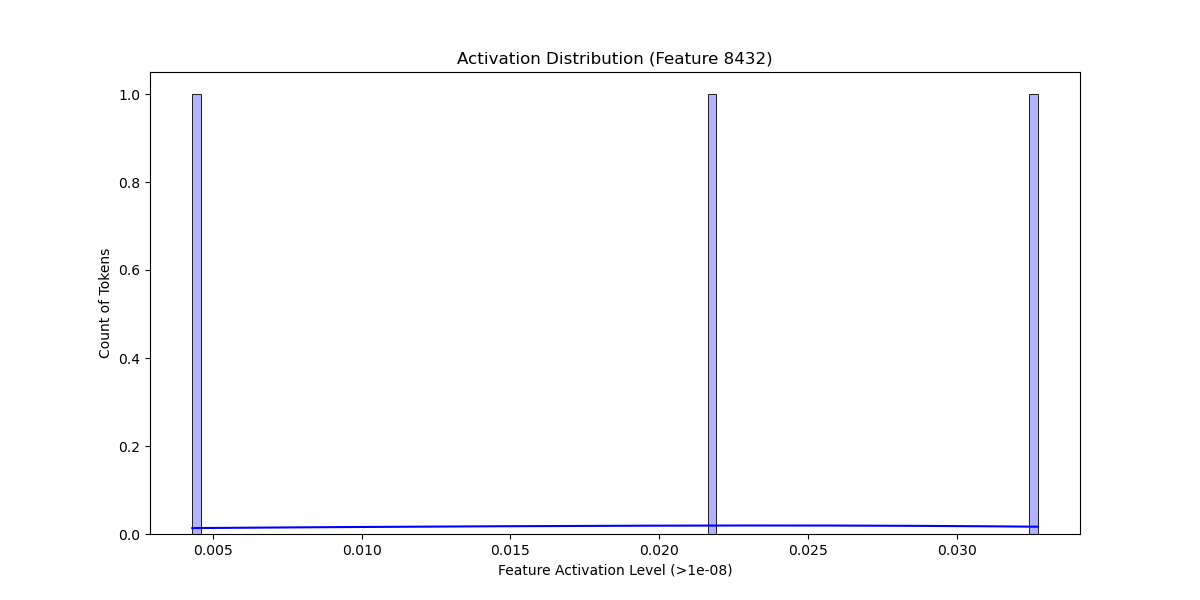 Activation Distribution (Feature 8432)
Count of Tokens
1.0
0.8
0.6
0.4
0.2
0.0
0.005 0.010 0.015 0.020 0.025 0.030
Feature Activation Level (>1e-08)